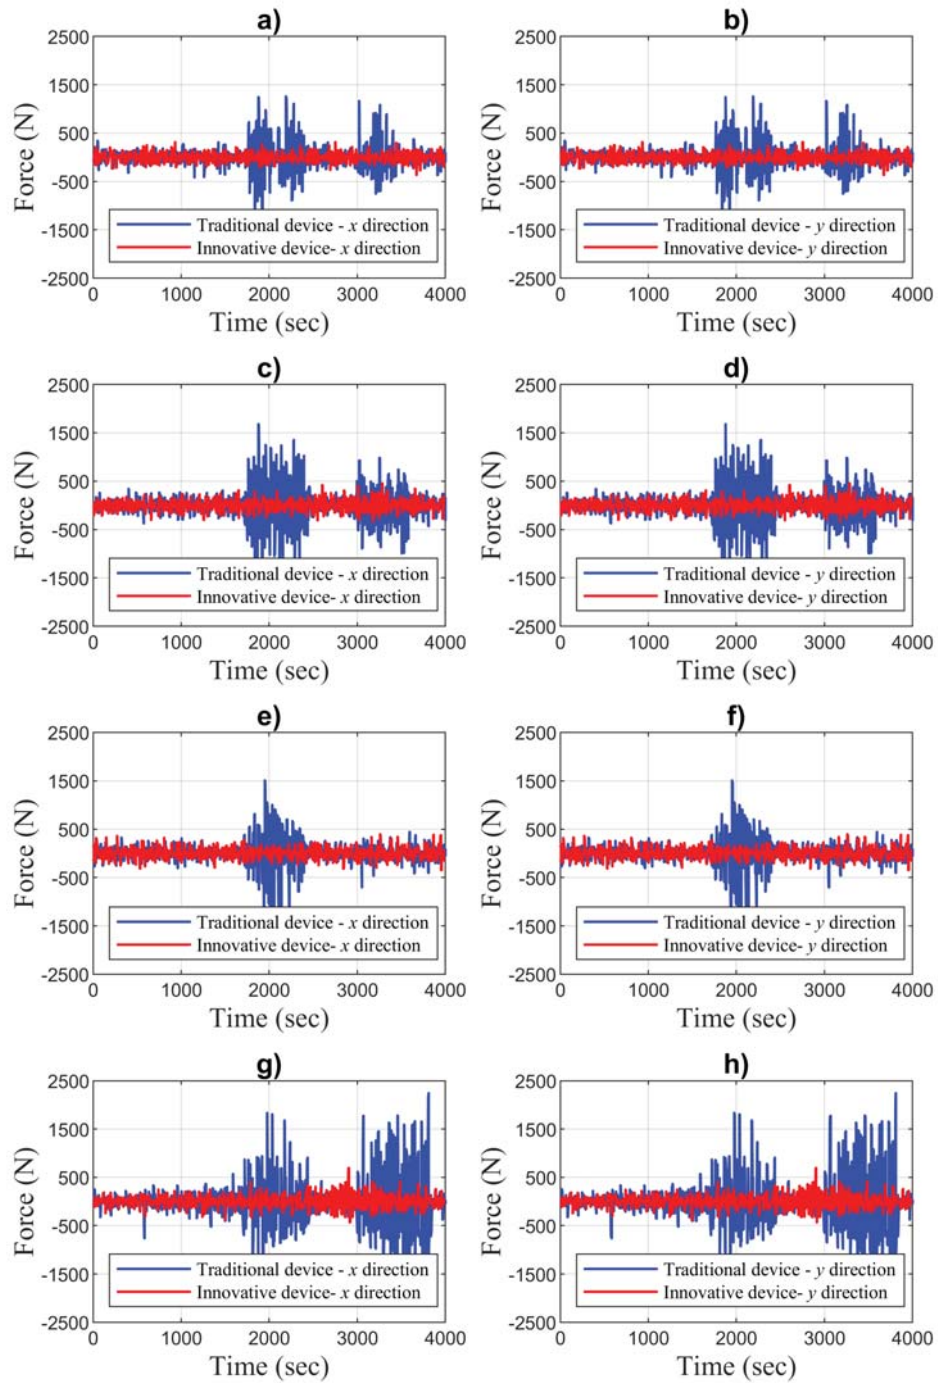 a)
2500
1500
500
-500
-1500
-2500
Force (N)
Traditional device - x direction
Innovative device- x direction
0 1000 2000 3000 4000
Time (sec)
b)
2500
1500
500
-500
-1500
-2500
Force (N)
Traditional device - y direction
Innovative device- y direction
0 1000 2000 3000 4000
Time (sec)
c)
2500
1500
500
-500
-1500
-2500
Force (N)
Traditional device - x direction
Innovative device- x direction
0 1000 2000 3000 4000
Time (sec)
d)
2500
1500
500
-500
-1500
-2500
Force (N)
Traditional device - y direction
Innovative device- y direction
0 1000 2000 3000 4000
Time (sec)
e)
2500
1500
500
-500
-1500
-2500
Force (N)
Traditional device - x direction
Innovative device- x direction
0 1000 2000 3000 4000
Time (sec)
f)
2500
1500
500
-500
-1500
-2500
Force (N)
Traditional device - y direction
Innovative device- y direction
0 1000 2000 3000 4000
Time (sec)
g)
2500
1500
500
-500
-1500
-2500
Force (N)
Traditional device - x direction
Innovative device- x direction
0 1000 2000 3000 4000
Time (sec)
h)
2500
1500
500
-500
-1500
-2500
Force (N)
Traditional device - y direction
Innovative device- y direction
0 1000 2000 3000 4000
Time (sec)